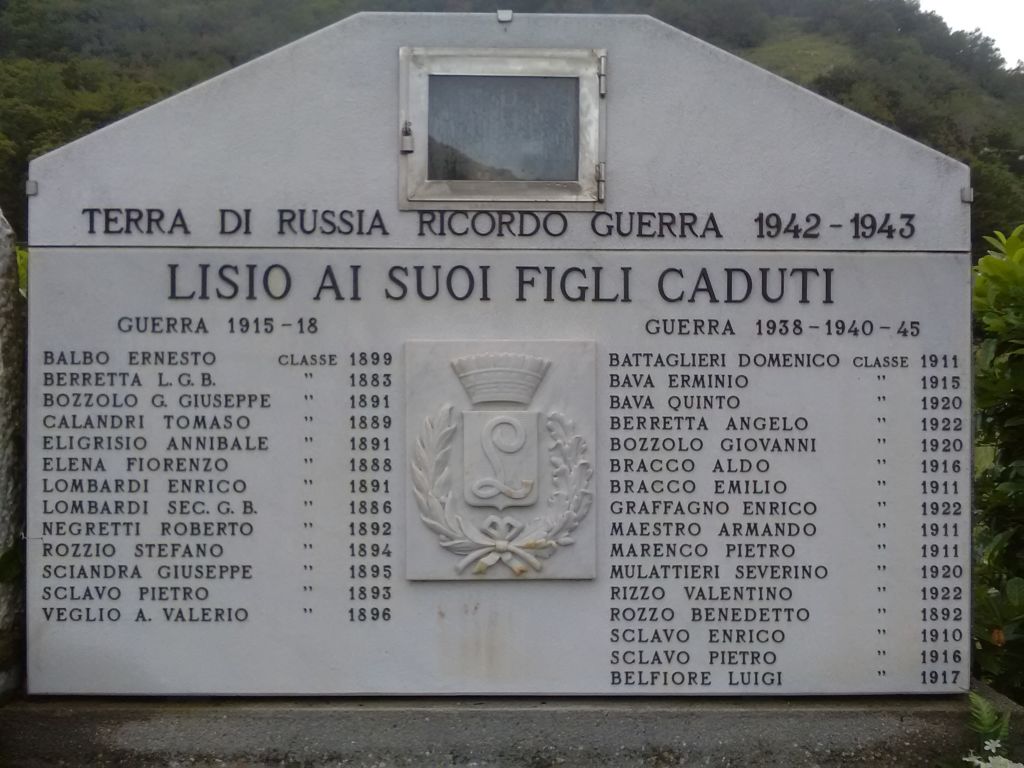 TERRA DI RUSSIA RICORDO GUERRA 1942-1943
LISIO AI SUOI FIGLI CADUTI
GUERRA 1915-18
BALBO ERNESTO CLASSE 1899
BERRETTA L.G.B. " 1883
BOZZOLO G. GIUSEPPE " 1891
CALANDRI TOMASO " 1889
ELIGRISIO ANNIBALE " 1891
ELENA FIORENZO " 1888
LOMBARDI ENRICO " 1891
LOMBARDI SEC. G.B. " 1886
NEGRETTI ROBERTO " 1892
ROZZIO STEFANO " 1894
SCIANDRA GIUSEPPE " 1895
SCLAVO PIETRO " 1893
VEGLIO A. VALERIO " 1896
L
GUERRA 1938-1940-45
BATTAGLIERI DOMENICO CLASSE 1911
BAVA ERMINIO " 1915
BAVA QUINTO " 1920
BERRETTA ANGELO " 1922
BOZZOLO GIOVANNI " 1920
BRACCO ALDO " 1916
BRACCO EMILIO " 1911
GRAFFAGNO ENRICO " 1922
MAESTRO ARMANDO " 1911
MARENCO PIETRO " 1911
MULATTIERI SEVERINO " 1920
RIZZO VALENTINO " 1922
ROZZO BENEDETTO " 1892
SCLAVO ENRICO " 1910
SCLAVO PIETRO " 1916
BELFIORE LUIGI " 1917